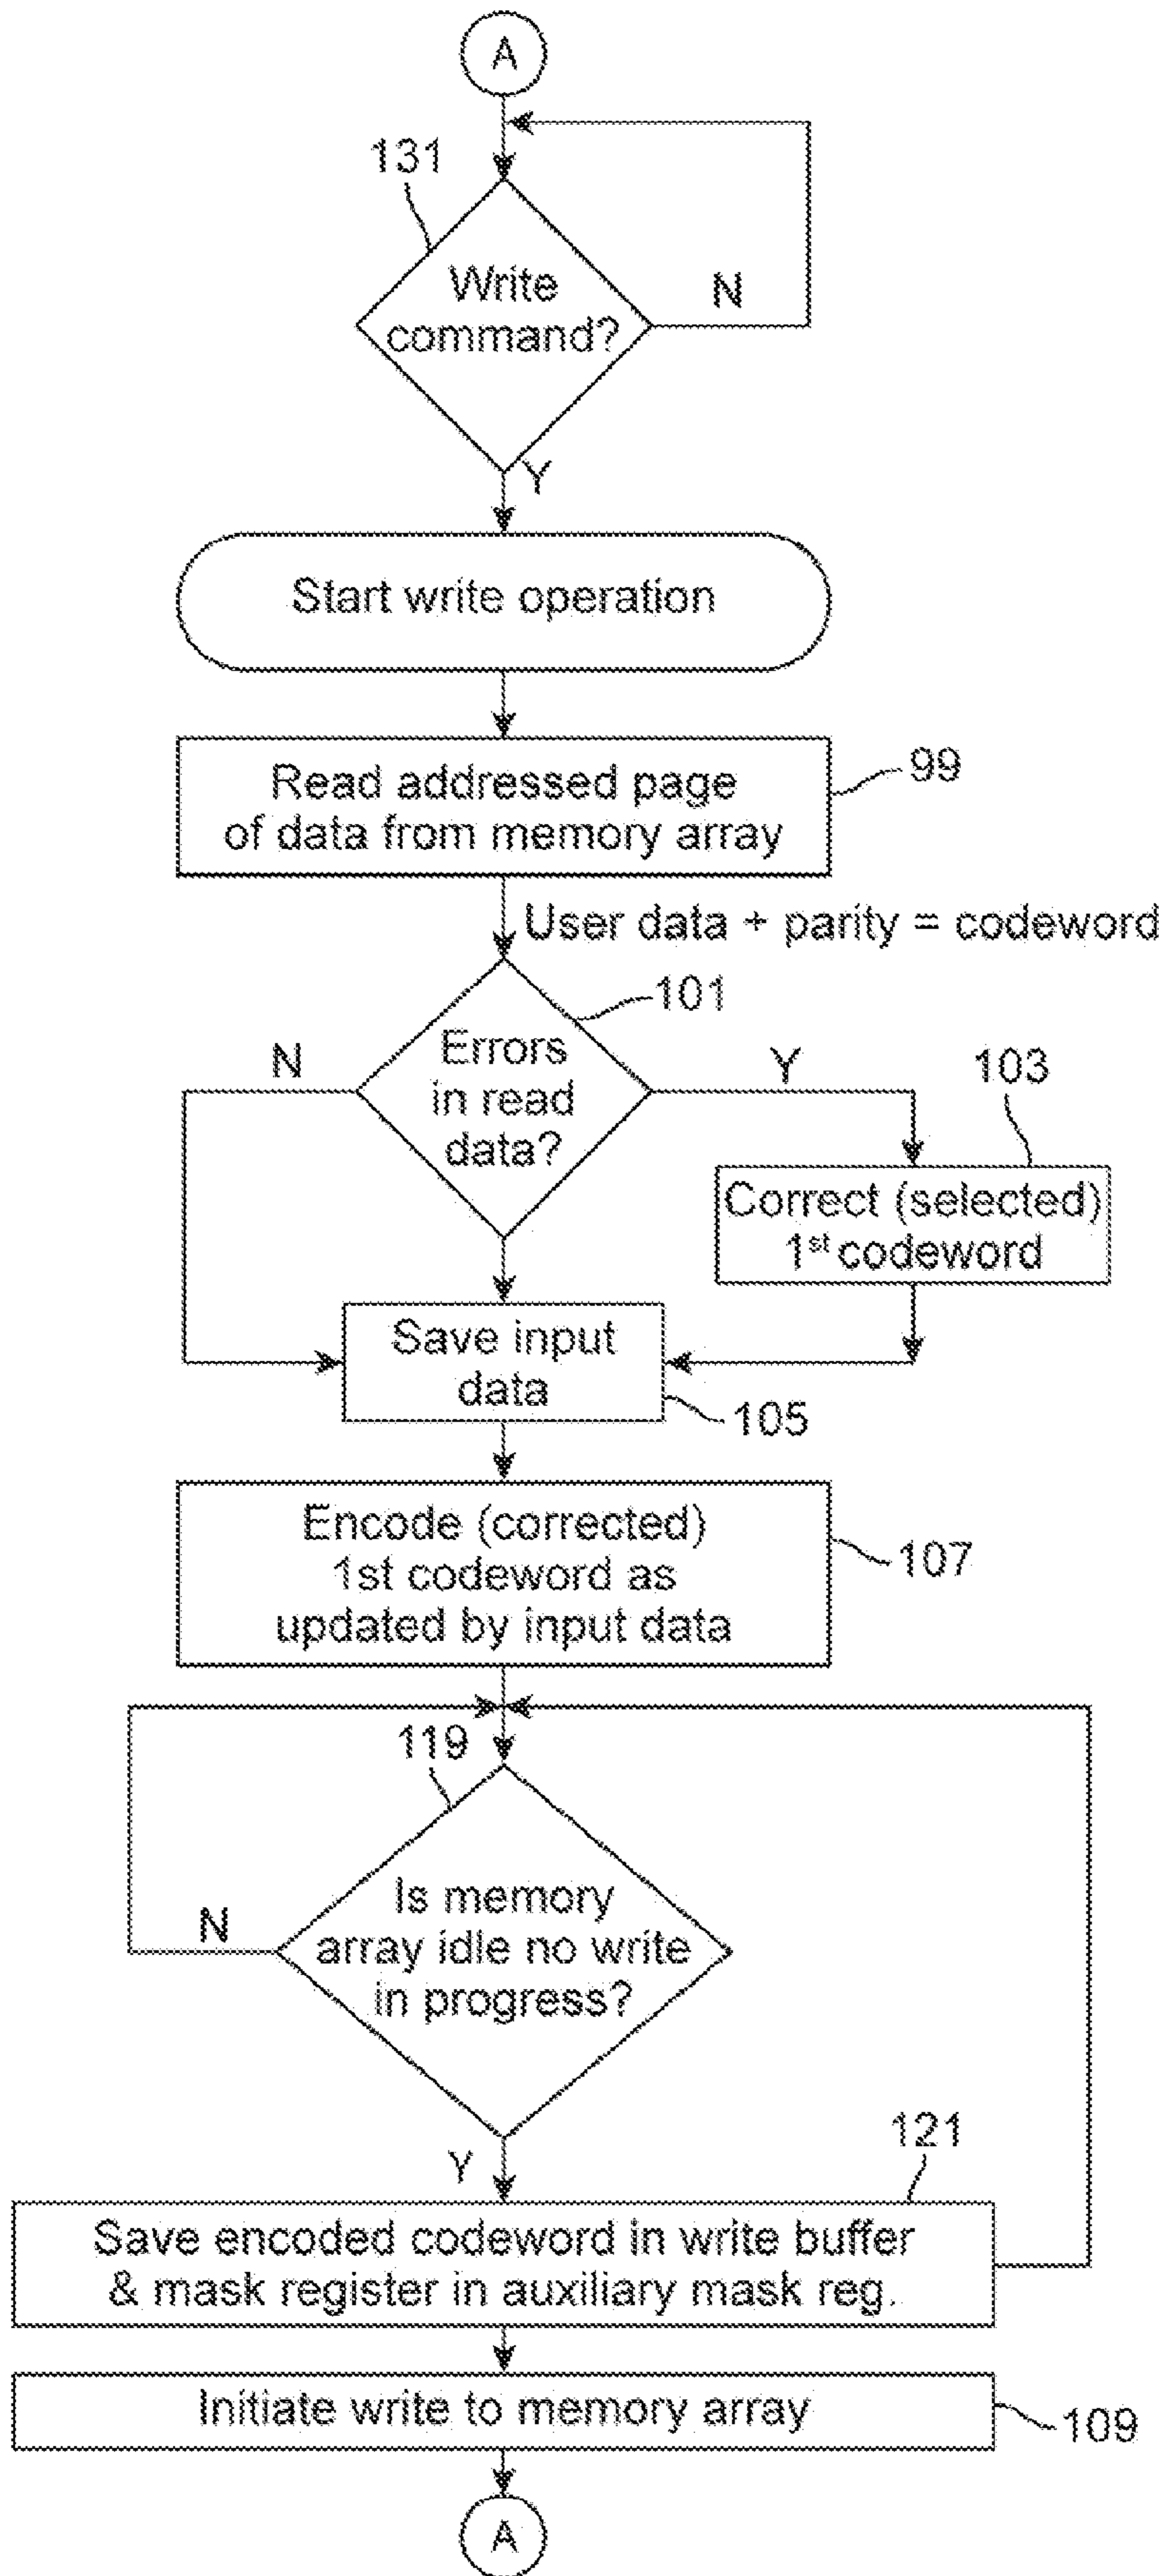 A
131
Write
command?
N
Y
Start write operation
Read addressed page
of data from memory array
99
User data + parity = codeword
101
Errors
in read
data?
N
Y
103
Correct (selected)
1st codeword
Save input
data
105
Encode (corrected)
1st codeword as
updated by input data
107
119
Is memory
array idle no write
in progress?
N
Y
121
Save encoded codeword in write buffer
& mask register in auxiliary mask reg.
Initiate write to memory array
109
A